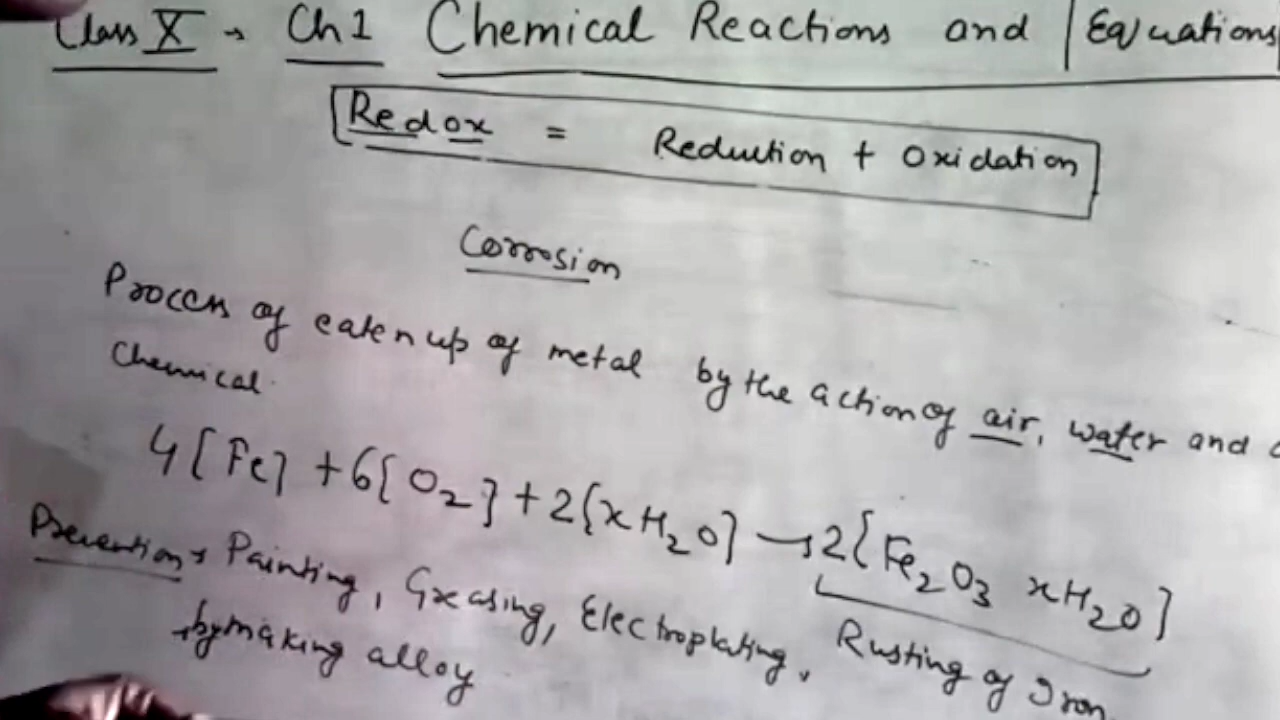 Class X → Ch1 Chemical Reactions and Equations
Redox = Reduction + Oxidation
Corrosion
Process of eaten up of metal by the action of air, water and
Chemical.
4[Fe] + 6[O2] + 2[xH2O] → 2[Fe2O3 xH2O]
Rusting of Iron.
Prevention → Painting, Greasing, Electroplating,
→ by making alloy